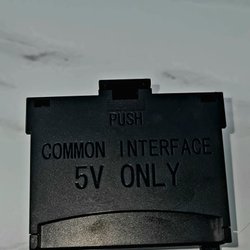 PUSH
COMMON INTERFACE
5V ONLY